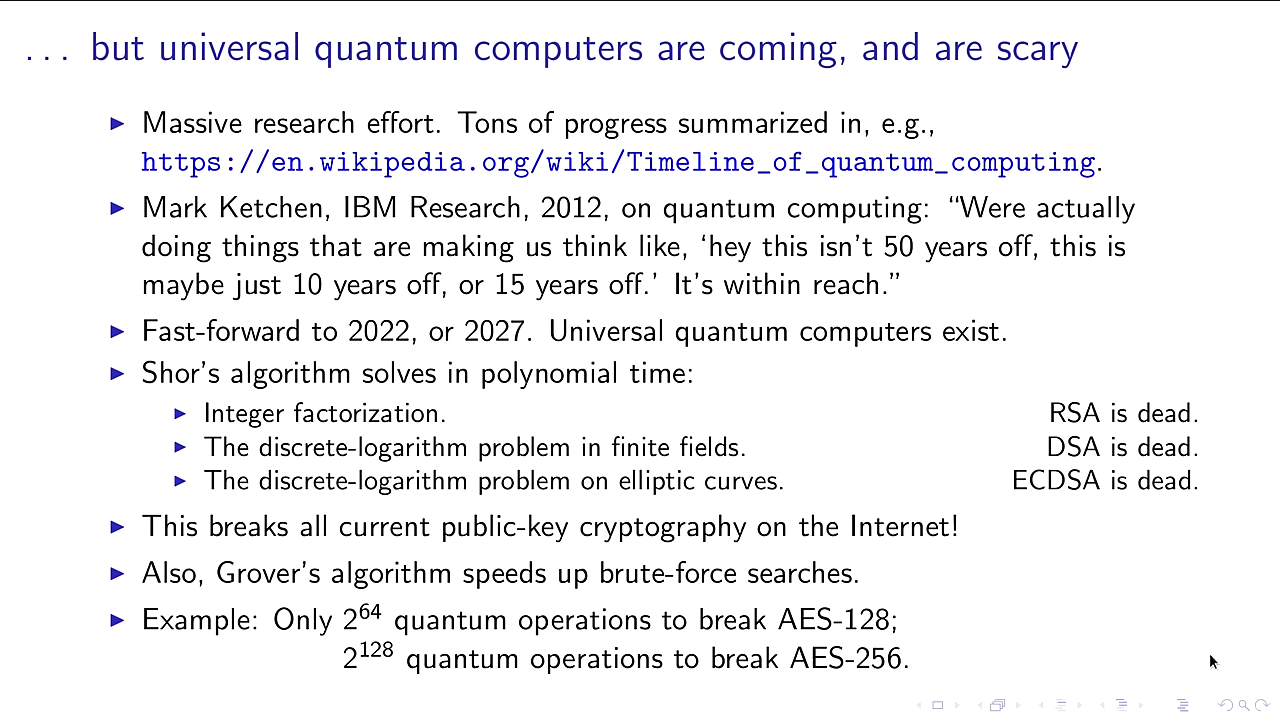 . . . but universal quantum computers are coming, and are scary
Massive research effort. Tons of progress summarized in, e.g.,
https://en.wikipedia.org/wiki/Timeline_of_quantum_computing.
Mark Ketchen, IBM Research, 2012, on quantum computing: “Were actually
doing things that are making us think like, ‘hey this isn’t 50 years off, this is
maybe just 10 years off, or 15 years off.’ It’s within reach.”
Fast-forward to 2022, or 2027. Universal quantum computers exist.
Shor’s algorithm solves in polynomial time:
Integer factorization. RSA is dead.
The discrete-logarithm problem in finite fields. DSA is dead.
The discrete-logarithm problem on elliptic curves. ECDSA is dead.
This breaks all current public-key cryptography on the Internet!
Also, Grover’s algorithm speeds up brute-force searches.
Example: Only 2^64 quantum operations to break AES-128;
2^128 quantum operations to break AES-256.